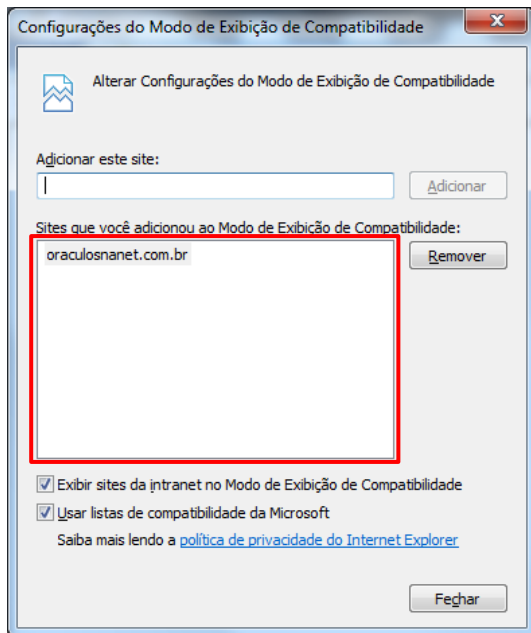 Configurações do Modo de Exibição de Compatibilidade
Alterar Configurações do Modo de Exibição de Compatibilidade
Adicionar este site:
Adicionar
Sites que você adicionou ao Modo de Exibição de Compatibilidade:
oraculosnanet.com.br
Remover
Exibir sites da intranet no Modo de Exibição de Compatibilidade
Usar listas de compatibilidade da Microsoft
Saiba mais lendo a política de privacidade do Internet Explorer
Fechar